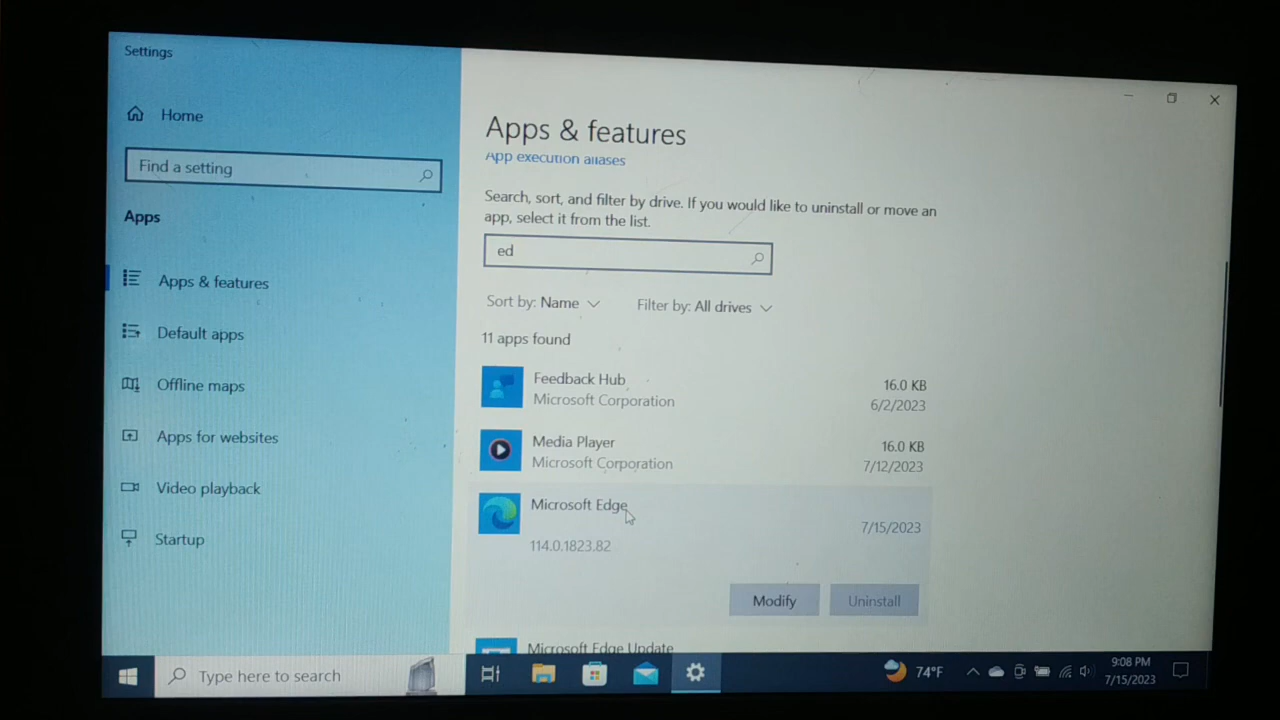 Settings
Home
Find a setting
Apps
Apps & features
Default apps
Offline maps
Apps for websites
Video playback
Startup
Apps & features
App execution aliases
Search, sort, and filter by drive. If you would like to uninstall or move an
app, select it from the list.
ed
Sort by: Name
Filter by: All drives
11 apps found
Feedback Hub
Microsoft Corporation
16.0 KB
6/2/2023
Media Player
Microsoft Corporation
16.0 KB
7/12/2023
Microsoft Edge
114.0.1823.82
7/15/2023
Modify
Uninstall
Microsoft Edge Update
Type here to search
74°F
9:08 PM
7/15/2023